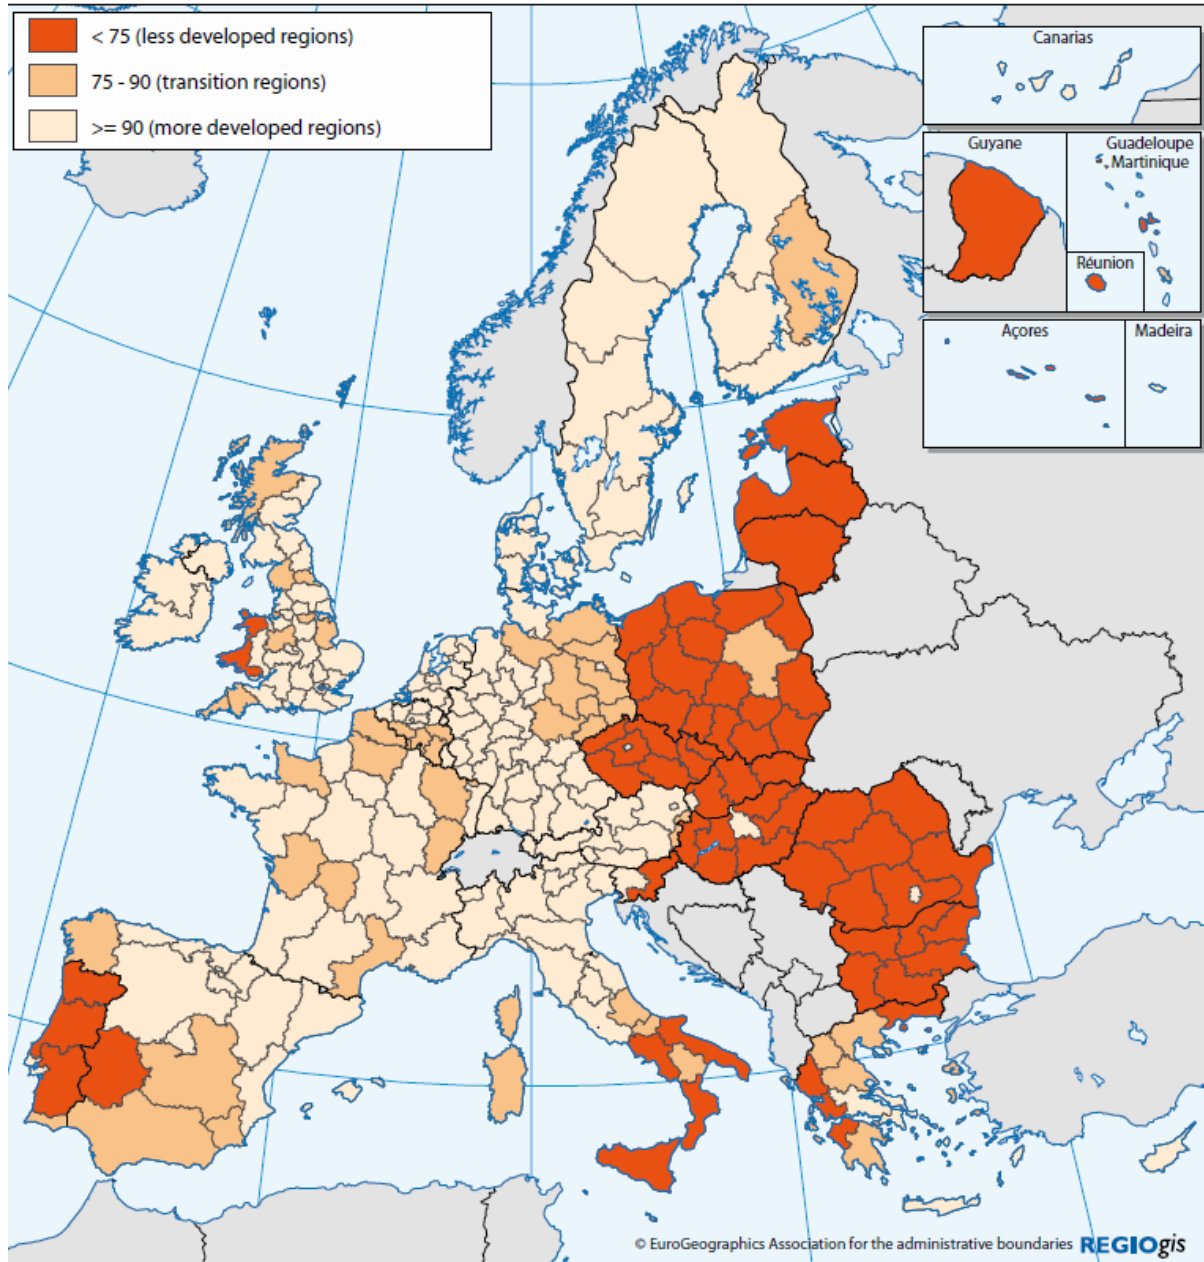 < 75 (less developed regions)
75 - 90 (transition regions)
>= 90 (more developed regions)
Canarias
Guyane
Guadeloupe
Martinique
Réunion
Açores
Madeira
© EuroGeographics Association for the administrative boundaries REGIOgis